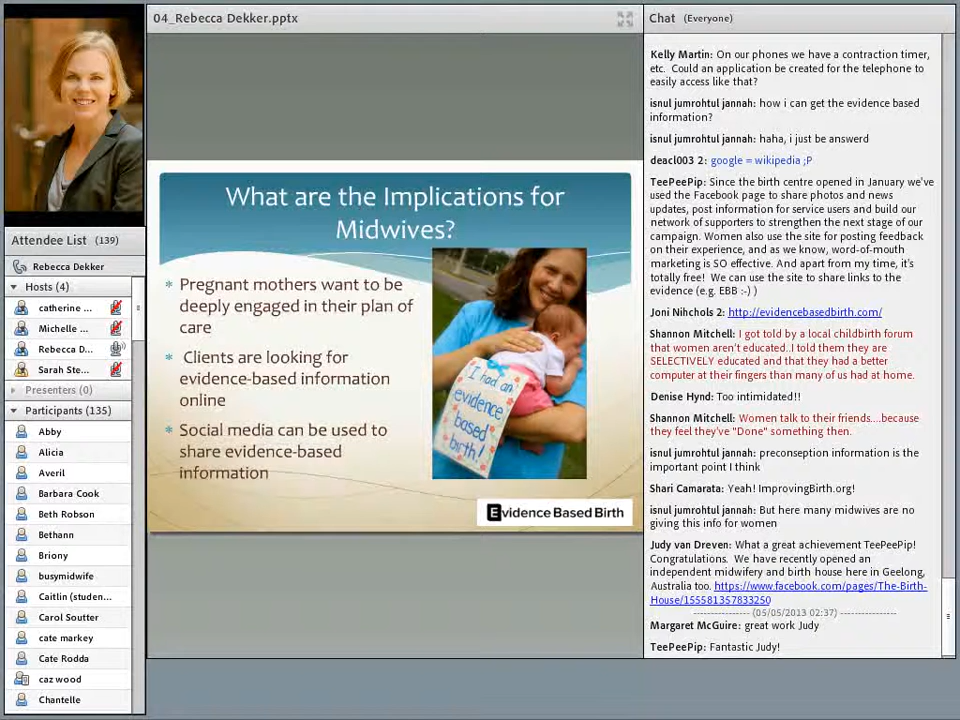 04_Rebecca Dekker.pptx
Chat (Everyone)
Attendee List (139)
Rebecca Dekker
Hosts (4)
catherine ...
Michelle ...
Rebecca D...
Sarah Ste...
Presenters (0)
Participants (135)
Abby
Alicia
Averil
Barbara Cook
Beth Robson
Bethann
Briony
busymidwife
Caitlin (studen...
Carol Soutter
cate markey
Cate Rodda
caz wood
Chantelle
What are the Implications for
Midwives?
* Pregnant mothers want to be
deeply engaged in their plan of
care
* Clients are looking for
evidence-based information
online
* Social media can be used to
share evidence-based
information
I had an
evidence
based
birth!
Evidence Based Birth
Kelly Martin: On our phones we have a contraction timer,
etc. Could an application be created for the telephone to
easily access like that?
isnul jumrohtul jannah: how i can get the evidence based
information?
isnul jumrohtul jannah: haha, i just be answerd
deacl003 2: google = wikipedia ;P
TeePeePip: Since the birth centre opened in January we've
used the Facebook page to share photos and news
updates, post information for service users and build our
network of supporters to strengthen the next stage of our
campaign. Women also use the site for posting feedback
on their experience, and as we know, word-of-mouth
marketing is SO effective. And apart from my time, it's
totally free! We can use the site to share links to the
evidence (e.g. EBB :-) )
Joni Nihchols 2: http://evidencebasedbirth.com/
Shannon Mitchell: I got told by a local childbirth forum
that women aren't educated..I told them they are
SELECTIVELY educated and that they had a better
computer at their fingers than many of us had at home.
Denise Hynd: Too intimidated!!
Shannon Mitchell: Women talk to their friends....because
they feel they've "Done" something then.
isnul jumrohtul jannah: preconseption information is the
important point I think
Shari Camarata: Yeah! ImprovingBirth.org!
isnul jumrohtul jannah: But here many midwives are no
giving this info for women
Judy van Dreven: What a great achievement TeePeePip!
Congratulations. We have recently opened an
independent midwifery and birth house here in Geelong,
Australia too. https://www.facebook.com/pages/The-Birth-
House/155581357833250
---------------- (05/05/2013 02:37) ----------------
Margaret McGuire: great work Judy
TeePeePip: Fantastic Judy!